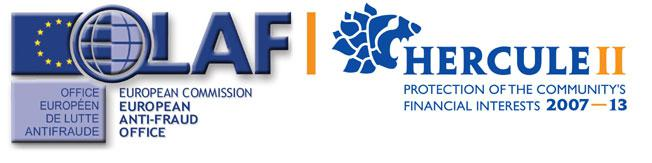 OLAF
OFFICE
EUROPÉEN
DE LUTTE
ANTIFRAUDE
EUROPEAN COMMISSION
EUROPEAN
ANTI-FRAUD
OFFICE
HERCULE II
PROTECTION OF THE COMMUNITY'S
FINANCIAL INTERESTS 2007—13